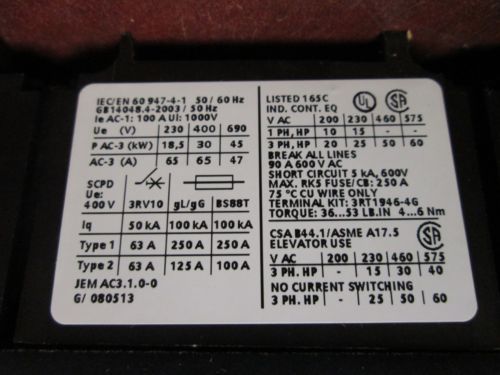 IEC/EN 60 947-4-1 50/60 Hz
GB14048.4-2003 / 50 Hz
Ie AC-1: 100 A Ui: 1000V
Ue (V) 230 400 690
P AC-3 (kW) 18,5 30 45
AC-3 (A) 65 65 47
SCPD
Ue:
400 V 3RV10 gL/gG BS88T
Iq 50 kA 100 kA 100 kA
Type 1 63 A 250 A 250 A
Type 2 63 A 125 A 100 A
JEM AC3.1.0-0
G/ 080513
LISTED 165C
IND. CONT. EQ
UL
SA
V AC 200 230 460 575
1 PH, HP 10 15 - -
3 PH, HP 20 25 50 60
BREAK ALL LINES
90 A 600 V AC
SHORT CIRCUIT 5 kA, 600V
MAX. RK5 FUSE/CB: 250 A
75 °C CU WIRE ONLY
TERMINAL KIT: 3RT1946-4G
TORQUE: 36...53 LB.IN 4...6 Nm
CSA B44.1/ASME A17.5
ELEVATOR USE
SA
V AC 200 230 460 575
3 PH. HP - 15 30 40
NO CURRENT SWITCHING
3 PH. HP - 25 50 60